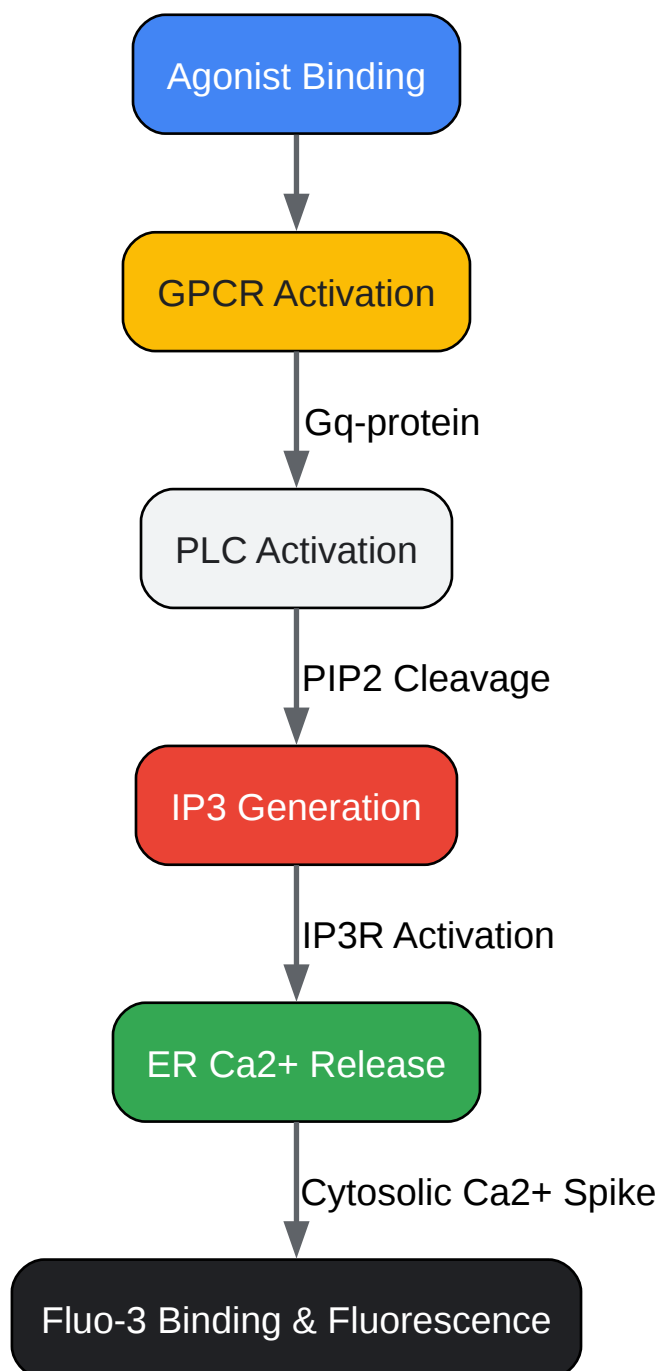 Agonist Binding
GPCR Activation
Gq-protein
PLC Activation
PIP2 Cleavage
IP3 Generation
IP3R Activation
ER Ca2+ Release
Cytosolic Ca2+ Spike
Fluo-3 Binding & Fluorescence